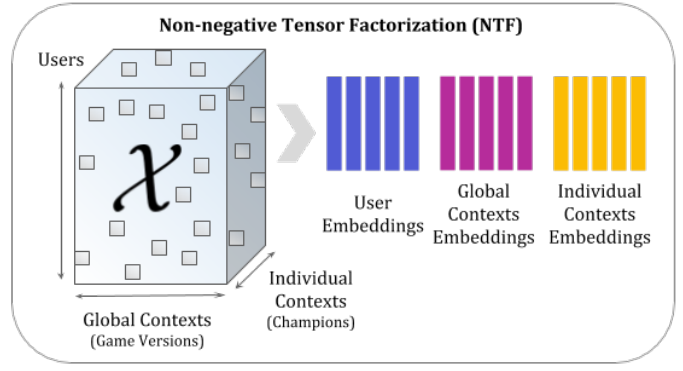 Non-negative Tensor Factorization (NTF)
Users
𝒳
User
Embeddings
Global
Contexts
Embeddings
Individual
Contexts
Embeddings
Individual
Contexts
(Champions)
Global Contexts
(Game Versions)